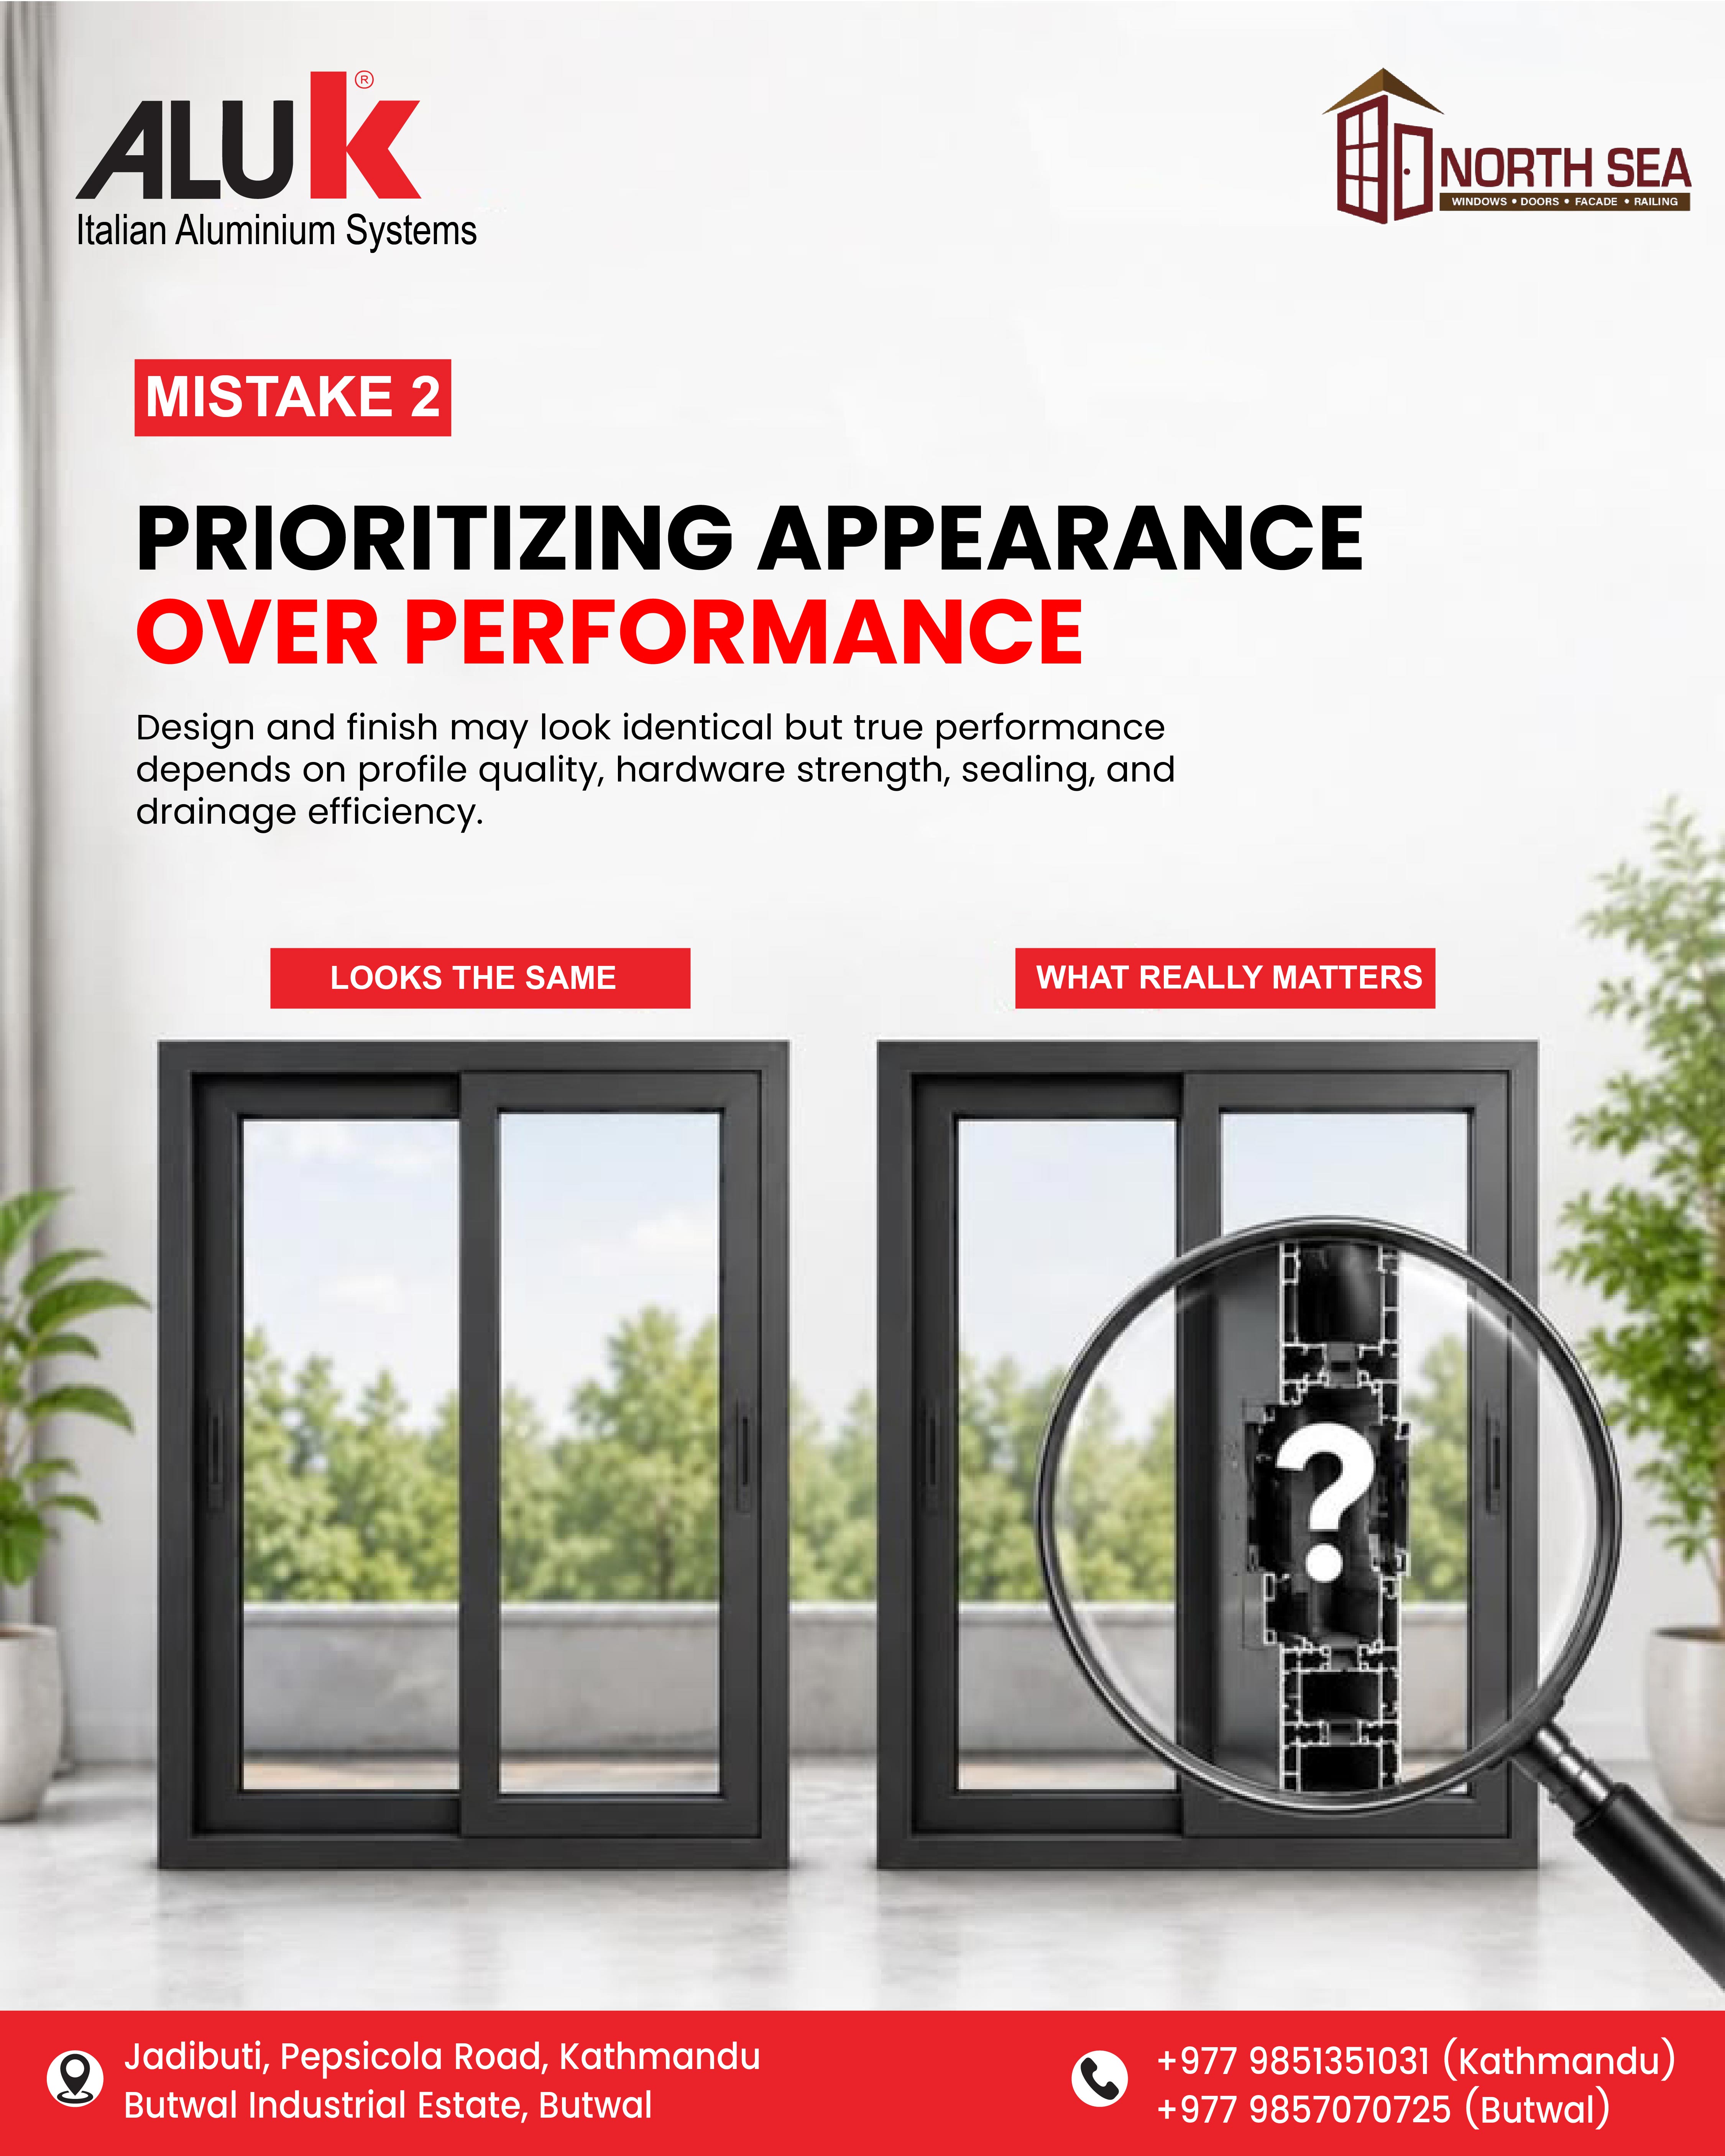 ALUK®
Italian Aluminium Systems
NORTH SEA
WINDOWS • DOORS • FACADE • RAILING
MISTAKE 2
PRIORITIZING APPEARANCE
OVER PERFORMANCE
Design and finish may look identical but true performance
depends on profile quality, hardware strength, sealing, and
drainage efficiency.
LOOKS THE SAME
WHAT REALLY MATTERS
?
Jadibuti, Pepsicola Road, Kathmandu
Butwal Industrial Estate, Butwal
+977 9851351031 (Kathmandu)
+977 9857070725 (Butwal)